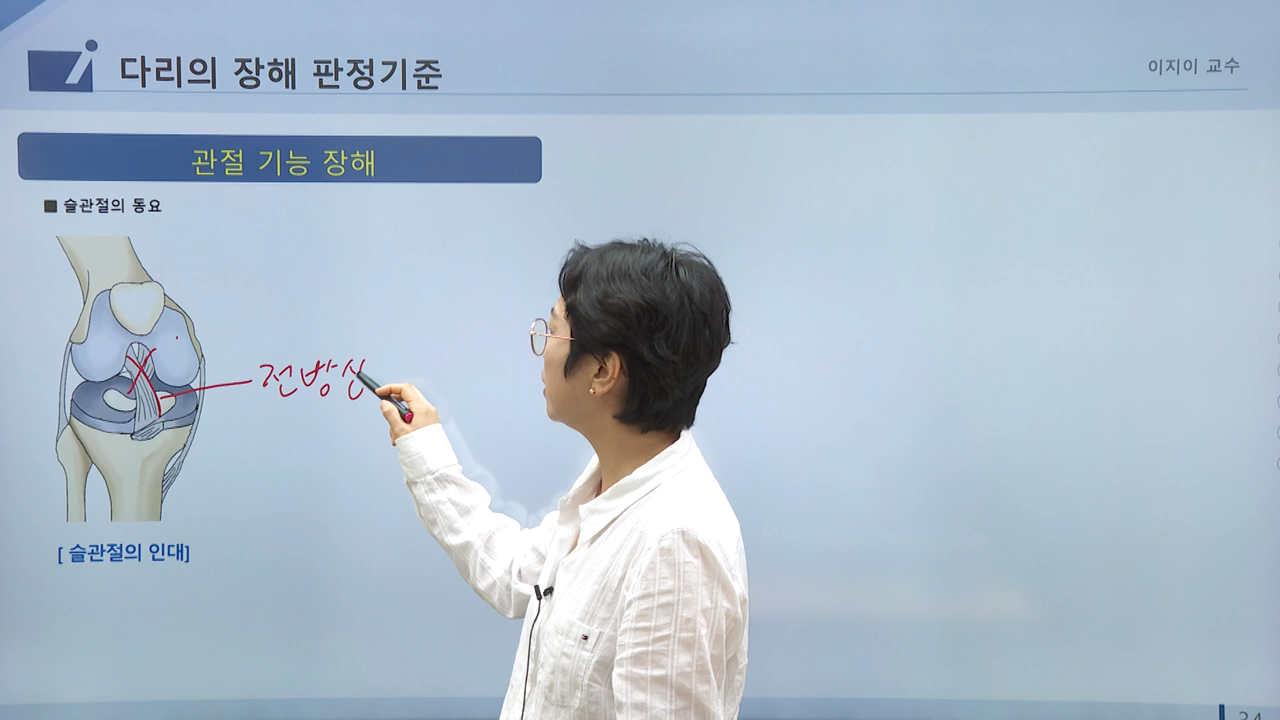 다리의 장해 판정기준
이지이 교수
관절 기능 장해
■ 슬관절의 동요
전방십
[ 슬관절의 인대]
24